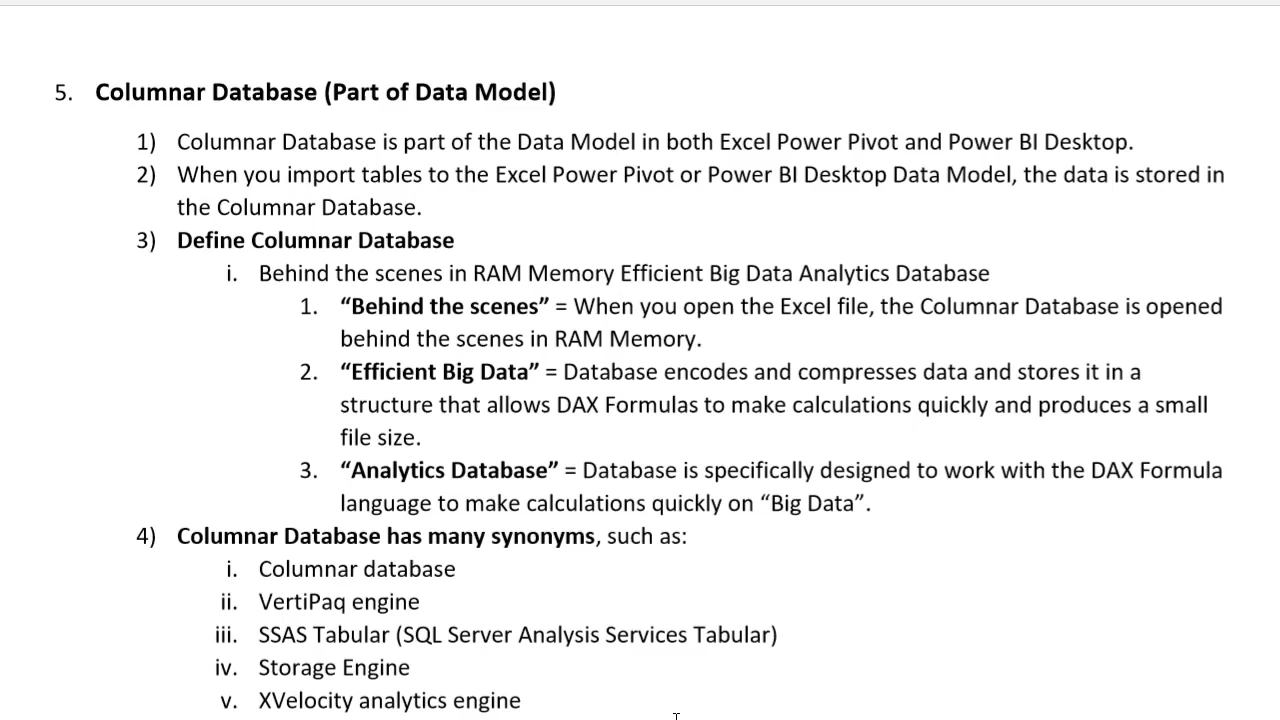 5. Columnar Database (Part of Data Model)
1) Columnar Database is part of the Data Model in both Excel Power Pivot and Power BI Desktop.
2) When you import tables to the Excel Power Pivot or Power BI Desktop Data Model, the data is stored in
the Columnar Database.
3) Define Columnar Database
i. Behind the scenes in RAM Memory Efficient Big Data Analytics Database
1. “Behind the scenes” = When you open the Excel file, the Columnar Database is opened
behind the scenes in RAM Memory.
2. “Efficient Big Data” = Database encodes and compresses data and stores it in a
structure that allows DAX Formulas to make calculations quickly and produces a small
file size.
3. “Analytics Database” = Database is specifically designed to work with the DAX Formula
language to make calculations quickly on “Big Data”.
4) Columnar Database has many synonyms, such as:
i. Columnar database
ii. VertiPaq engine
iii. SSAS Tabular (SQL Server Analysis Services Tabular)
iv. Storage Engine
v. XVelocity analytics engine